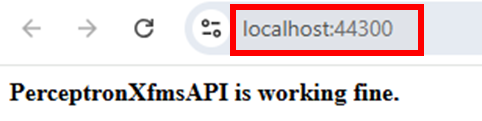 localhost:44300
PerceptronXfmsAPI is working fine.